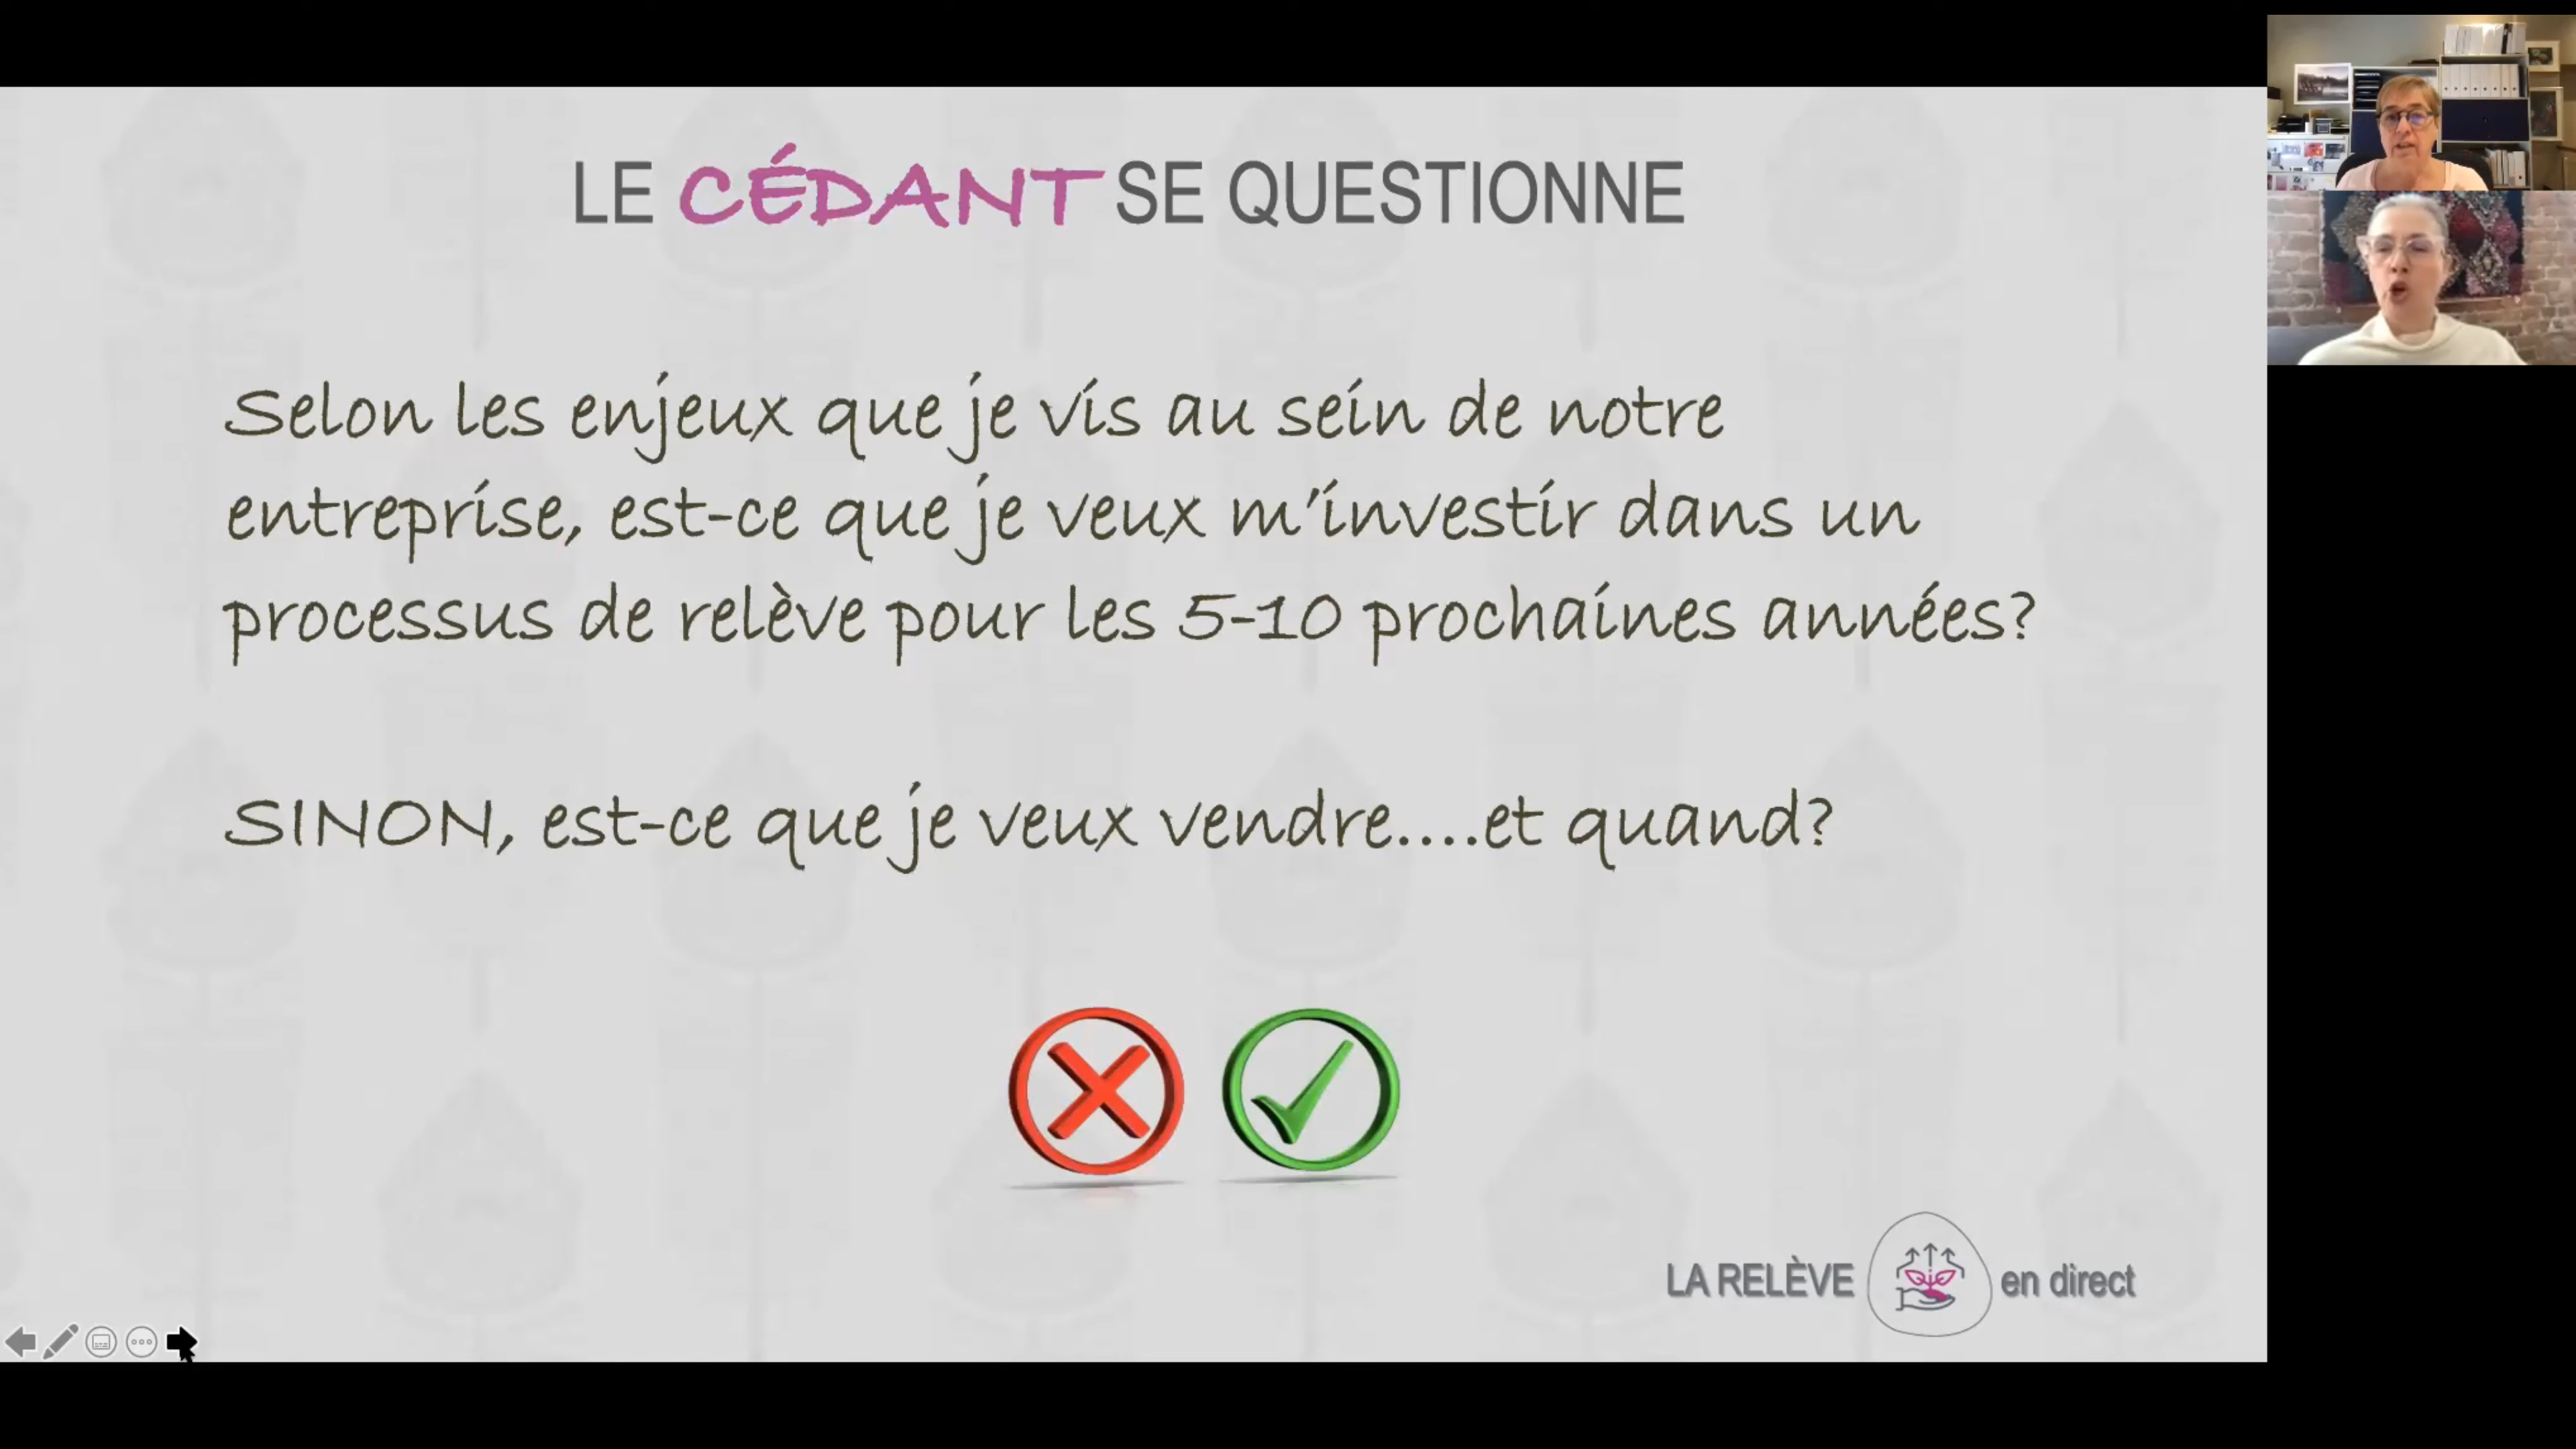 LE CÉDANT SE QUESTIONNE
Selon les enjeux que je vis au sein de notre
entreprise, est-ce que je veux m'investir dans un
processus de relève pour les 5-10 prochaines années?
SINON, est-ce que je veux vendre....et quand?
LA RELÈVE en direct